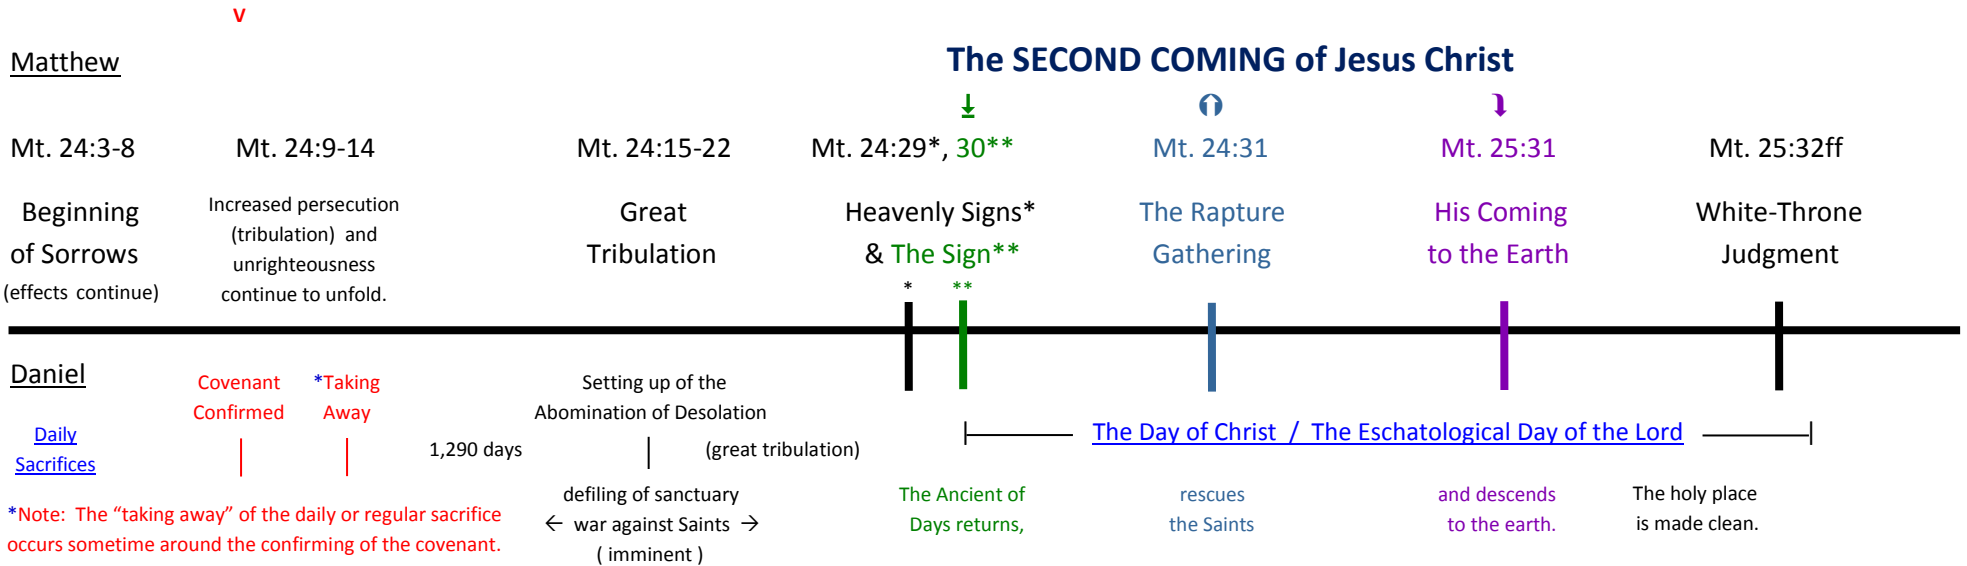 V
Matthew
The SECOND COMING of Jesus Christ
Mt. 24:3-8
Mt. 24:9-14
Mt. 24:15-22
Mt. 24:29*, 30**
Mt. 24:31
Mt. 25:31
Mt. 25:32ff
Beginning
of Sorrows
(effects continue)
Increased persecution
(tribulation) and
unrighteousness
continue to unfold.
Great
Tribulation
Heavenly Signs*
& The Sign**
* **
The Rapture
Gathering
His Coming
to the Earth
White-Throne
Judgment
Daniel
Daily
Sacrifices
Covenant
Confirmed
*Taking
Away
1,290 days
Setting up of the
Abomination of Desolation
(great tribulation)
The Day of Christ / The Eschatological Day of the Lord
*Note: The “taking away” of the daily or regular sacrifice
occurs sometime around the confirming of the covenant.
defiling of sanctuary
← war against Saints →
( imminent )
The Ancient of
Days returns,
rescues
the Saints
and descends
to the earth.
The holy place
is made clean.